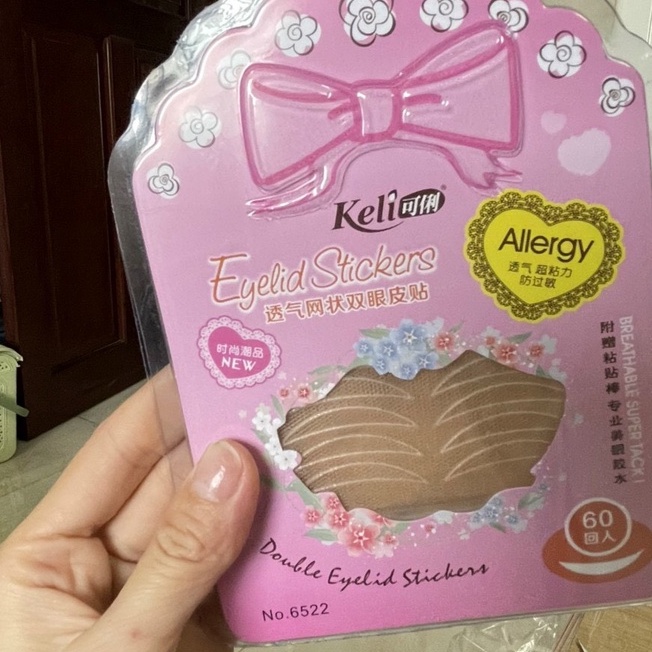 Keli 可俐
Eyelid Stickers
透气网状双眼皮贴
Allergy
透气 超粘力
防过敏
时尚潮品
NEW
BREATHABLE SUPER TACK!
附赠粘贴棒 专业美眼胶水
60
回人
Double Eyelid Stickers
No.6522